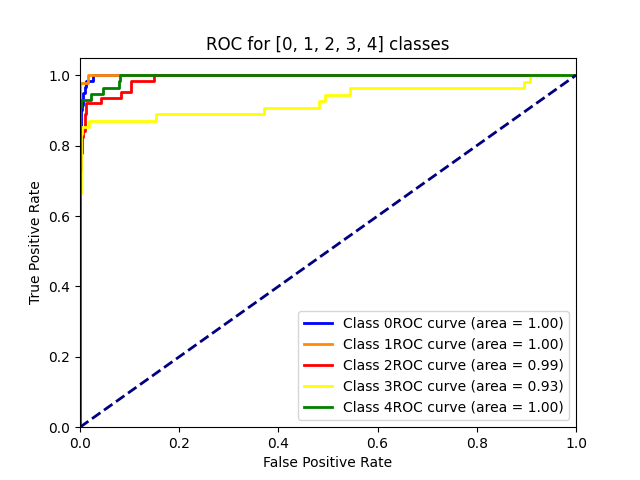 ROC for [0, 1, 2, 3, 4] classes
True Positive Rate
1.0
0.8
0.6
0.4
0.2
0.0
Class 0ROC curve (area = 1.00)
Class 1ROC curve (area = 1.00)
Class 2ROC curve (area = 0.99)
Class 3ROC curve (area = 0.93)
Class 4ROC curve (area = 1.00)
0.0 0.2 0.4 0.6 0.8 1.0
False Positive Rate